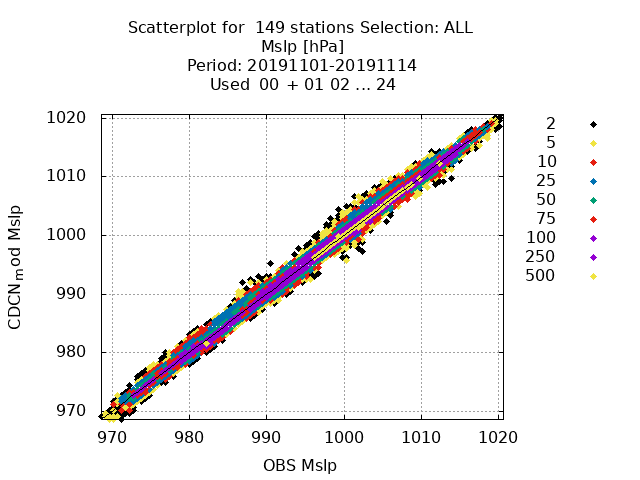 Scatterplot for  149 stations Selection: ALL
Mslp [hPa]
Period: 20191101-20191114
Used  00  + 01 02 ... 24
1020
1010
1000
990
980
970
CDCN_mod Mslp
970 980 990 1000 1010 1020
OBS Mslp
2
5
10
25
50
75
100
250
500